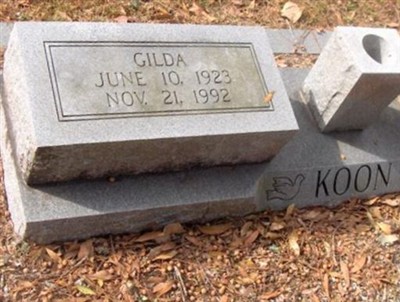 GILDA
JUNE 10, 1923
NOV. 21, 1992
KOON